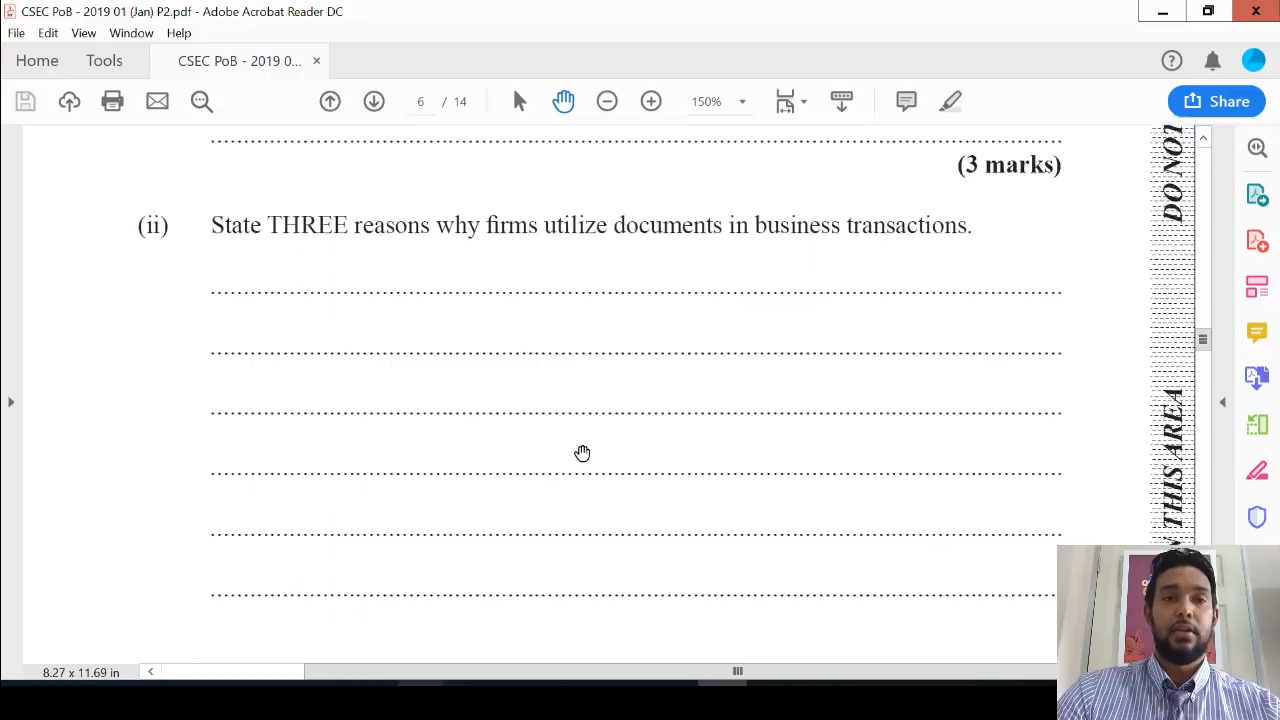 CSEC PoB - 2019 01 (Jan) P2.pdf - Adobe Acrobat Reader DC
File Edit View Window Help
Home Tools CSEC PoB - 2019 0... ×
6 / 14 150% Share
(3 marks)
(ii) State THREE reasons why firms utilize documents in business transactions.
DO NOT
THIS AREA
8.27 x 11.69 in